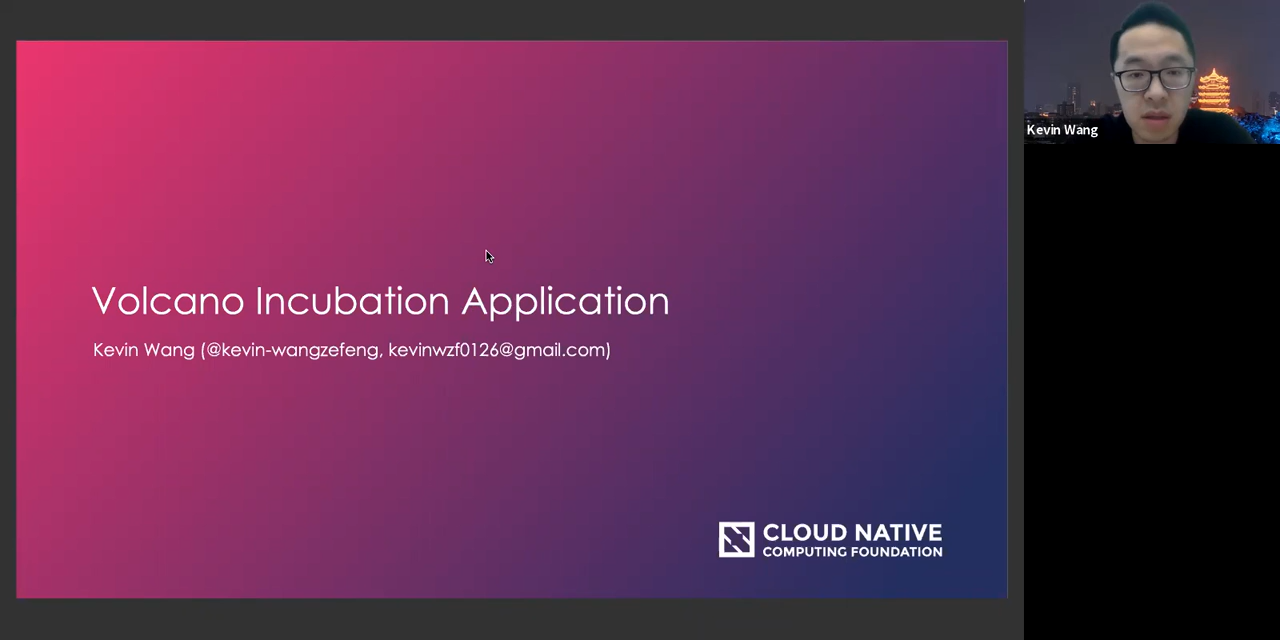 Volcano Incubation Application
Kevin Wang (@kevin-wangzefeng, kevinwzf0126@gmail.com)
CLOUD NATIVE
COMPUTING FOUNDATION
Kevin Wang